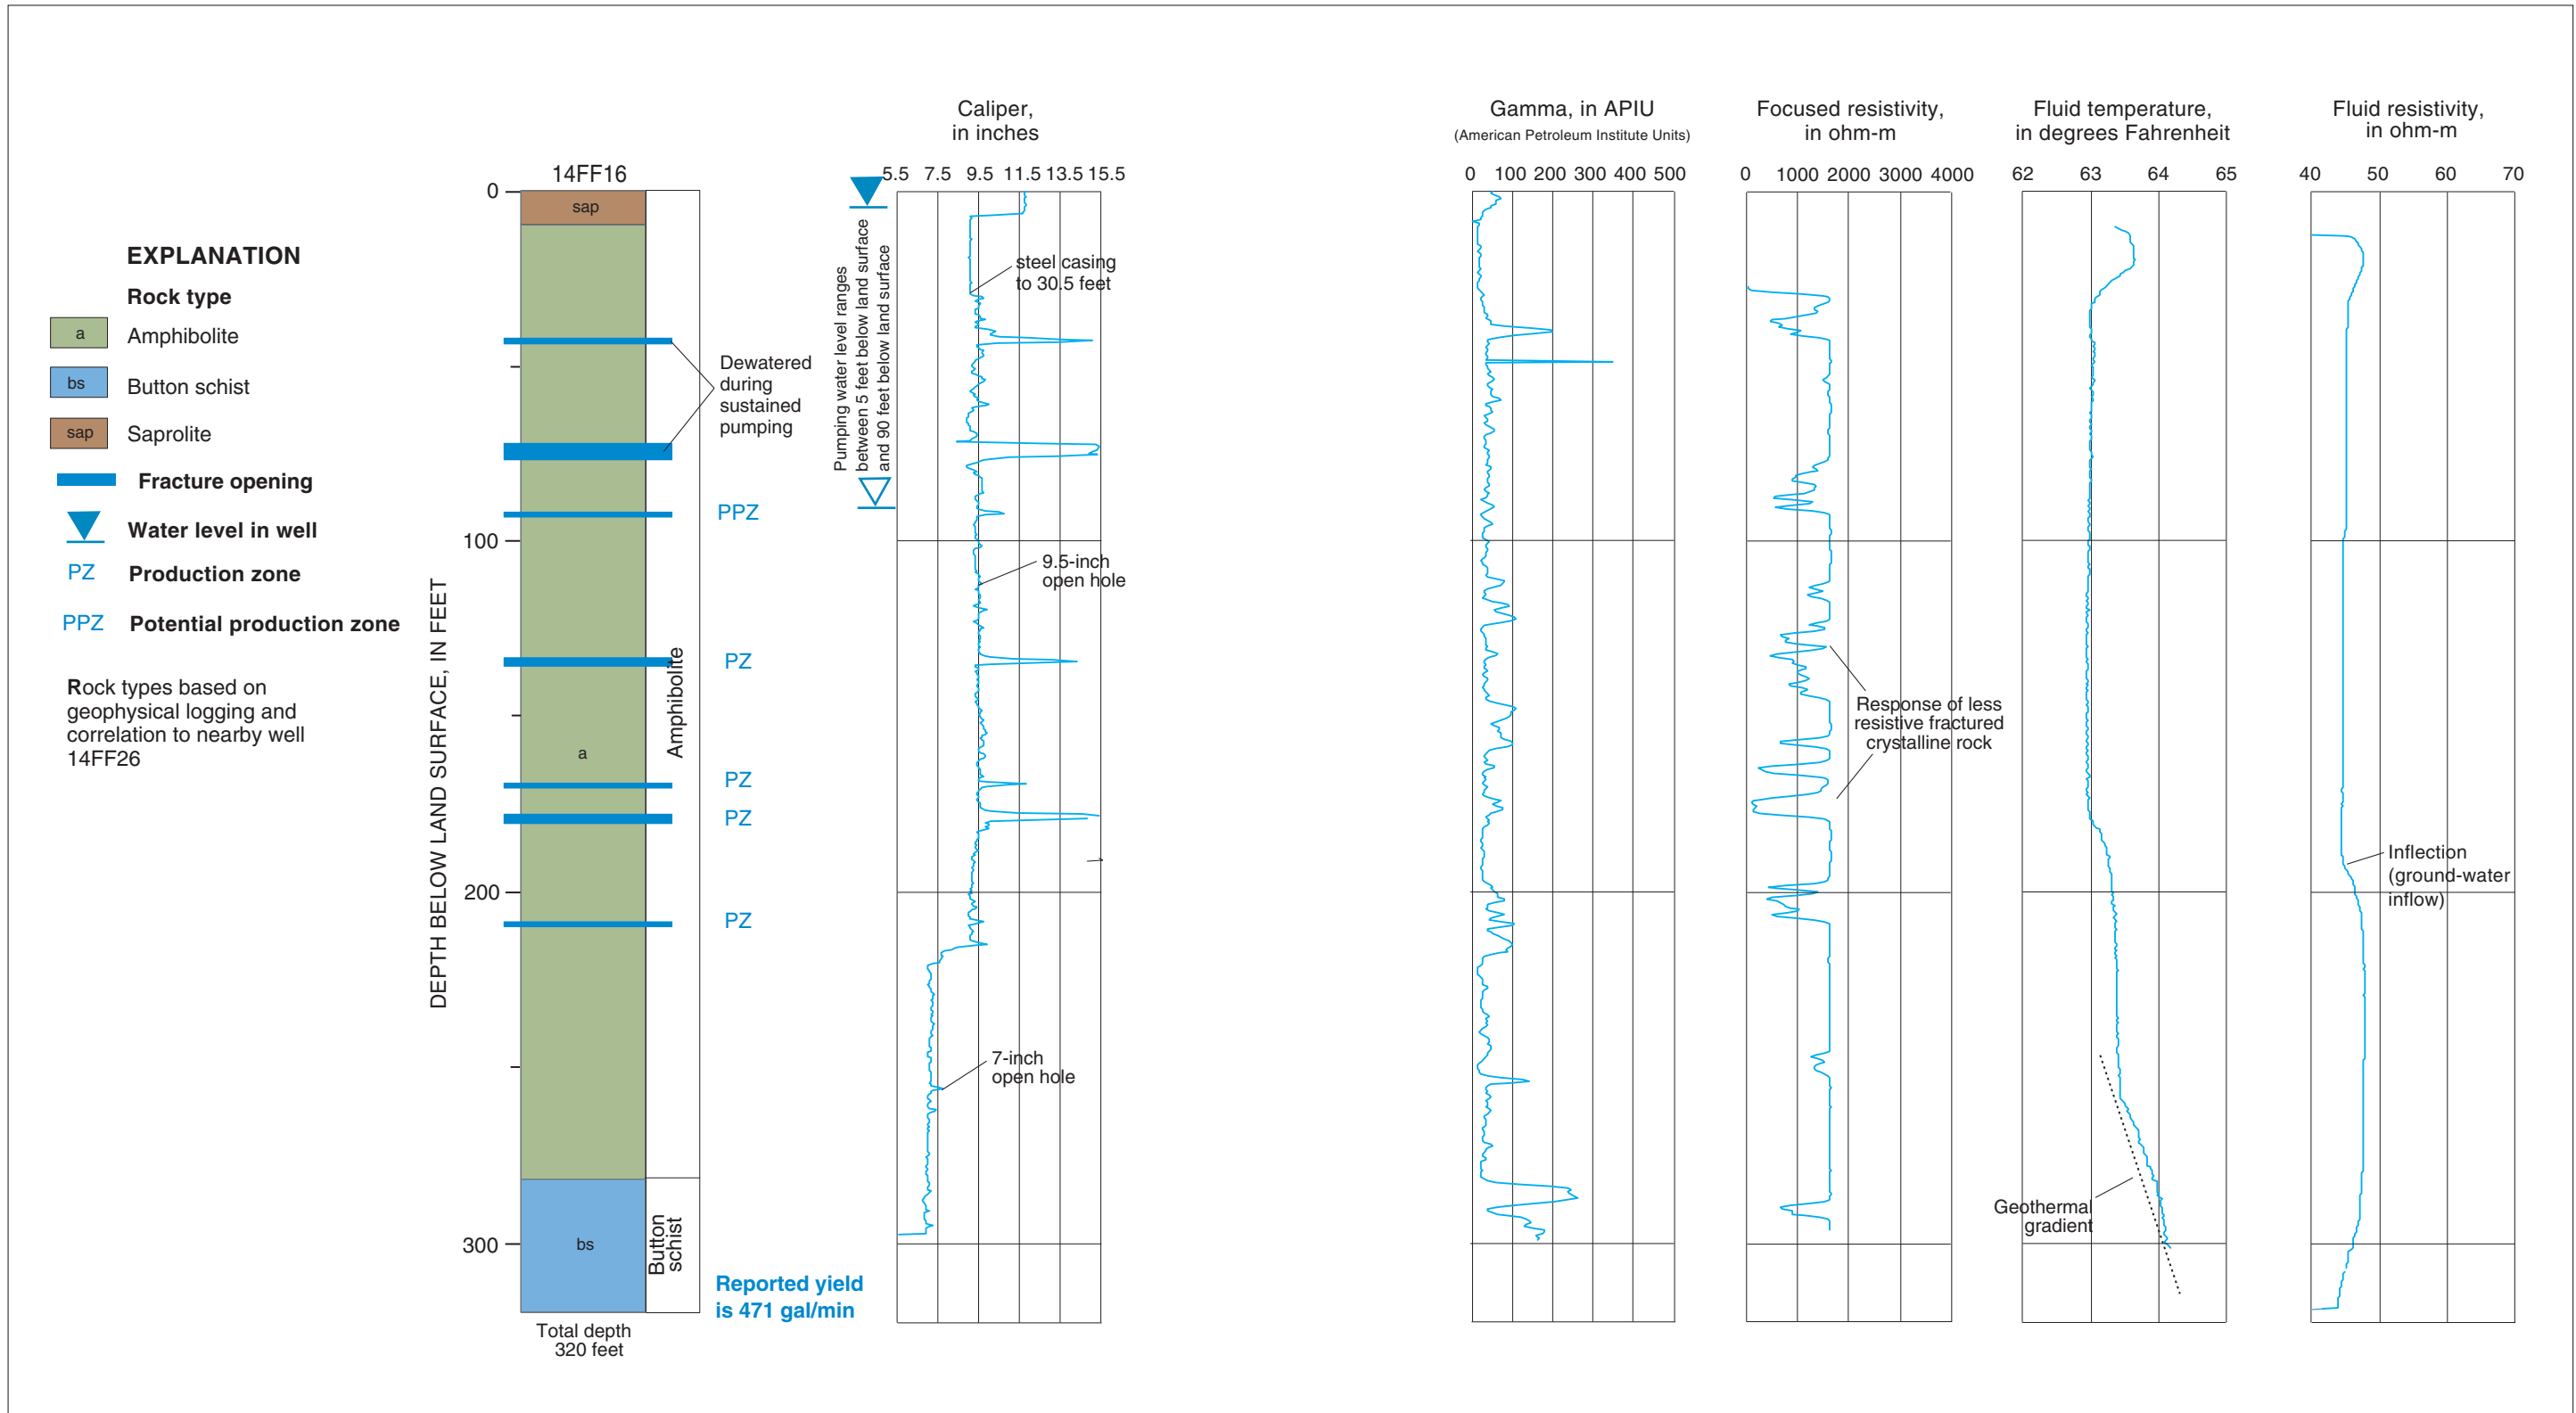 EXPLANATION
Rock type
a
Amphibolite
bs
Button schist
sap
Saprolite
Fracture opening
Water level in well
PZ
Production zone
PPZ
Potential production zone
Rock types based on
geophysical logging and
correlation to nearby well
14FF26
DEPTH BELOW LAND SURFACE, IN FEET
0
100
200
300
14FF16
sap
a
bs
Amphibolite
Button
schist
Total depth
320 feet
Dewatered
during
sustained
pumping
PPZ
PZ
PZ
PZ
PZ
Reported yield
is 471 gal/min
Pumping water level ranges
between 5 feet below land surface
and 90 feet below land surface
Caliper,
in inches
5.5 7.5 9.5 11.5 13.5 15.5
steel casing
to 30.5 feet
9.5-inch
open hole
7-inch
open hole
Gamma, in APIU
(American Petroleum Institute Units)
0 100 200 300 400 500
Focused resistivity,
in ohm-m
0 1000 2000 3000 4000
Response of less
resistive fractured
crystalline rock
Fluid temperature,
in degrees Fahrenheit
62 63 64 65
Geothermal
gradient
Fluid resistivity,
in ohm-m
40 50 60 70
Inflection
(ground-water
inflow)